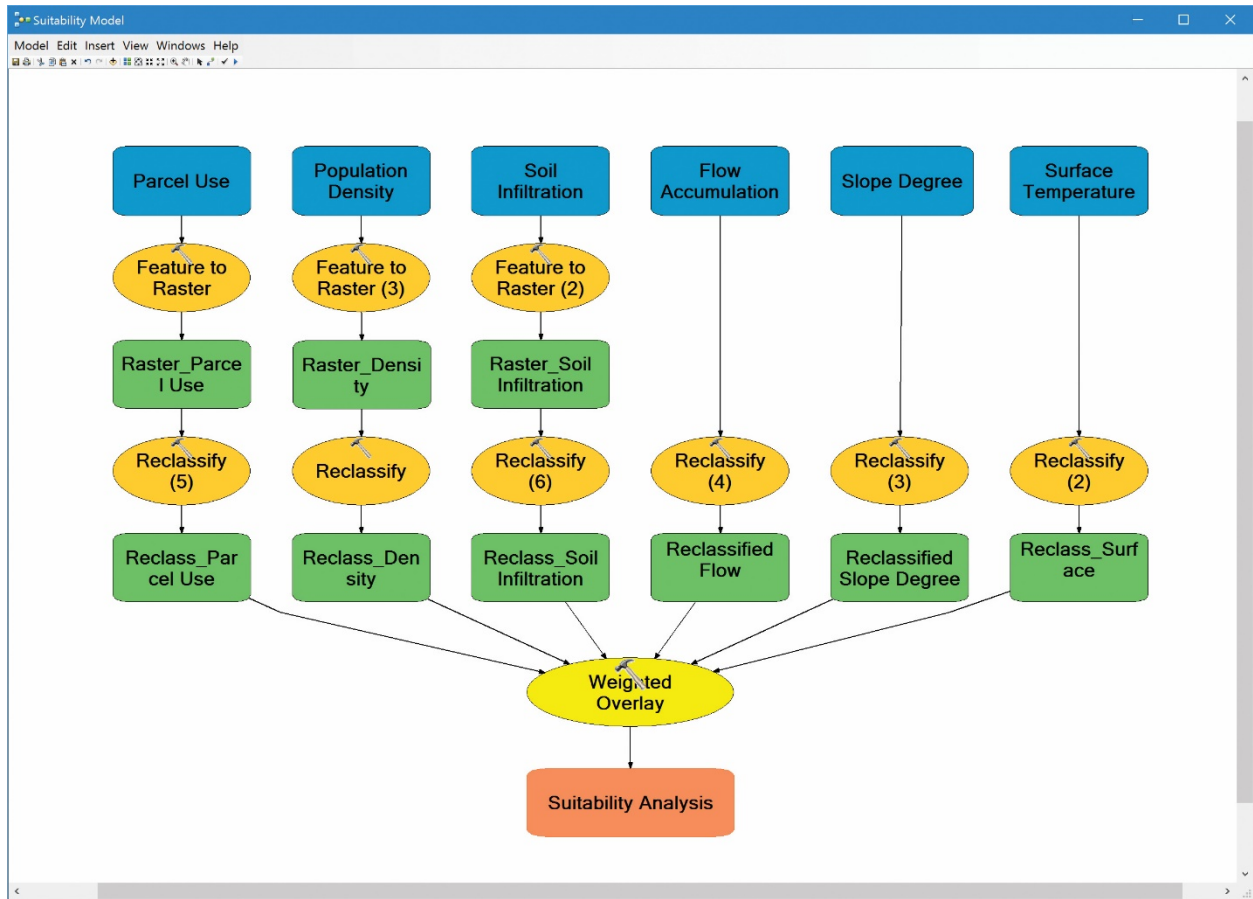 Suitability Model
Model Edit Insert View Windows Help
Parcel Use
Population
Density
Soil
Infiltration
Flow
Accumulation
Slope Degree
Surface
Temperature
Feature to
Raster
Feature to
Raster (3)
Feature to
Raster (2)
Raster_Parce
l Use
Raster_Densi
ty
Raster_Soil
Infiltration
Reclassify
(5)
Reclassify
Reclassify
(6)
Reclassify
(4)
Reclassify
(3)
Reclassify
(2)
Reclass_Par
cel Use
Reclass_Den
sity
Reclass_Soil
Infiltration
Reclassified
Flow
Reclassified
Slope Degree
Reclass_Surf
ace
Weighted
Overlay
Suitability Analysis